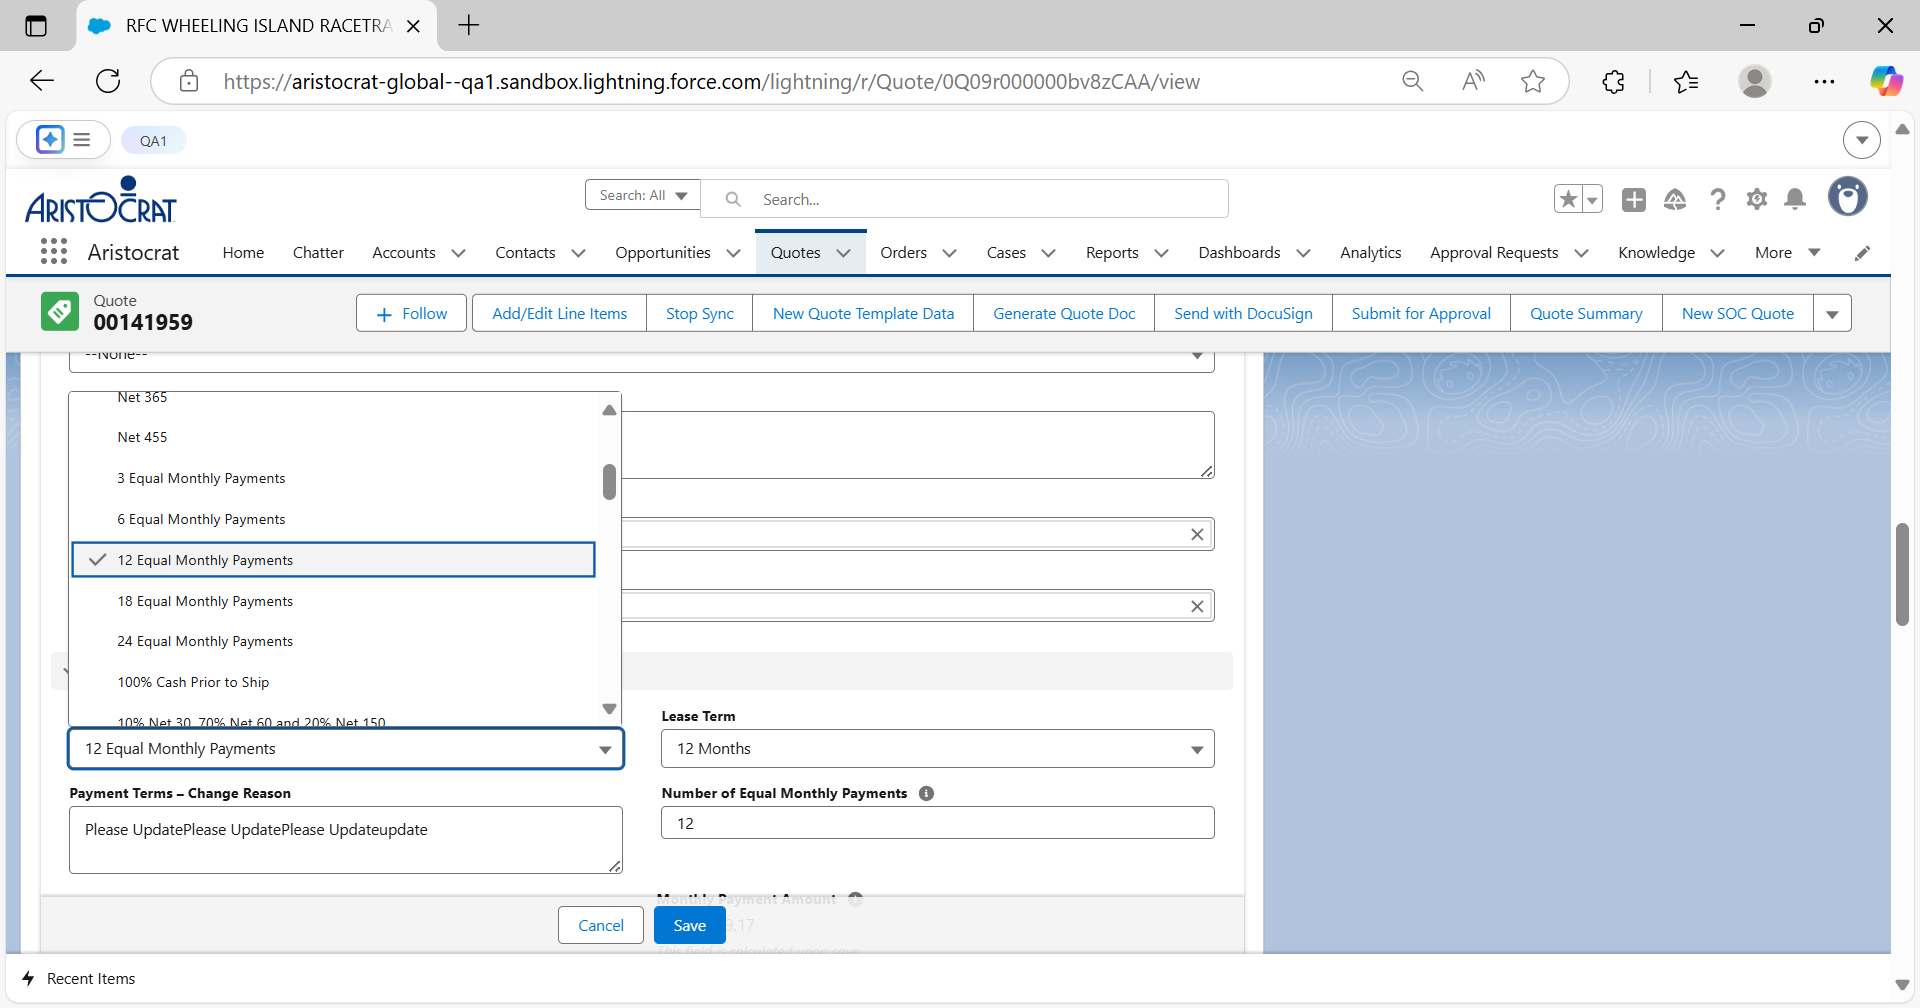 RFC WHEELING ISLAND RACETRA
https://aristocrat-global--qa1.sandbox.lightning.force.com/lightning/r/Quote/0Q09r000000bv8zCAA/view
QA1
ARISTOCRAT
Search: All
Search...
Aristocrat
Home
Chatter
Accounts
Contacts
Opportunities
Quotes
Orders
Cases
Reports
Dashboards
Analytics
Approval Requests
Knowledge
More
Quote
00141959
Follow
Add/Edit Line Items
Stop Sync
New Quote Template Data
Generate Quote Doc
Send with DocuSign
Submit for Approval
Quote Summary
New SOC Quote
--None--
Net 365
Net 455
3 Equal Monthly Payments
6 Equal Monthly Payments
12 Equal Monthly Payments
18 Equal Monthly Payments
24 Equal Monthly Payments
100% Cash Prior to Ship
10% Net 30, 70% Net 60 and 20% Net 150
12 Equal Monthly Payments
Lease Term
12 Months
Payment Terms – Change Reason
Please UpdatePlease UpdatePlease Updateupdate
Number of Equal Monthly Payments
12
Monthly Payment Amount
9.17
This field is calculated upon save
Cancel
Save
Recent Items